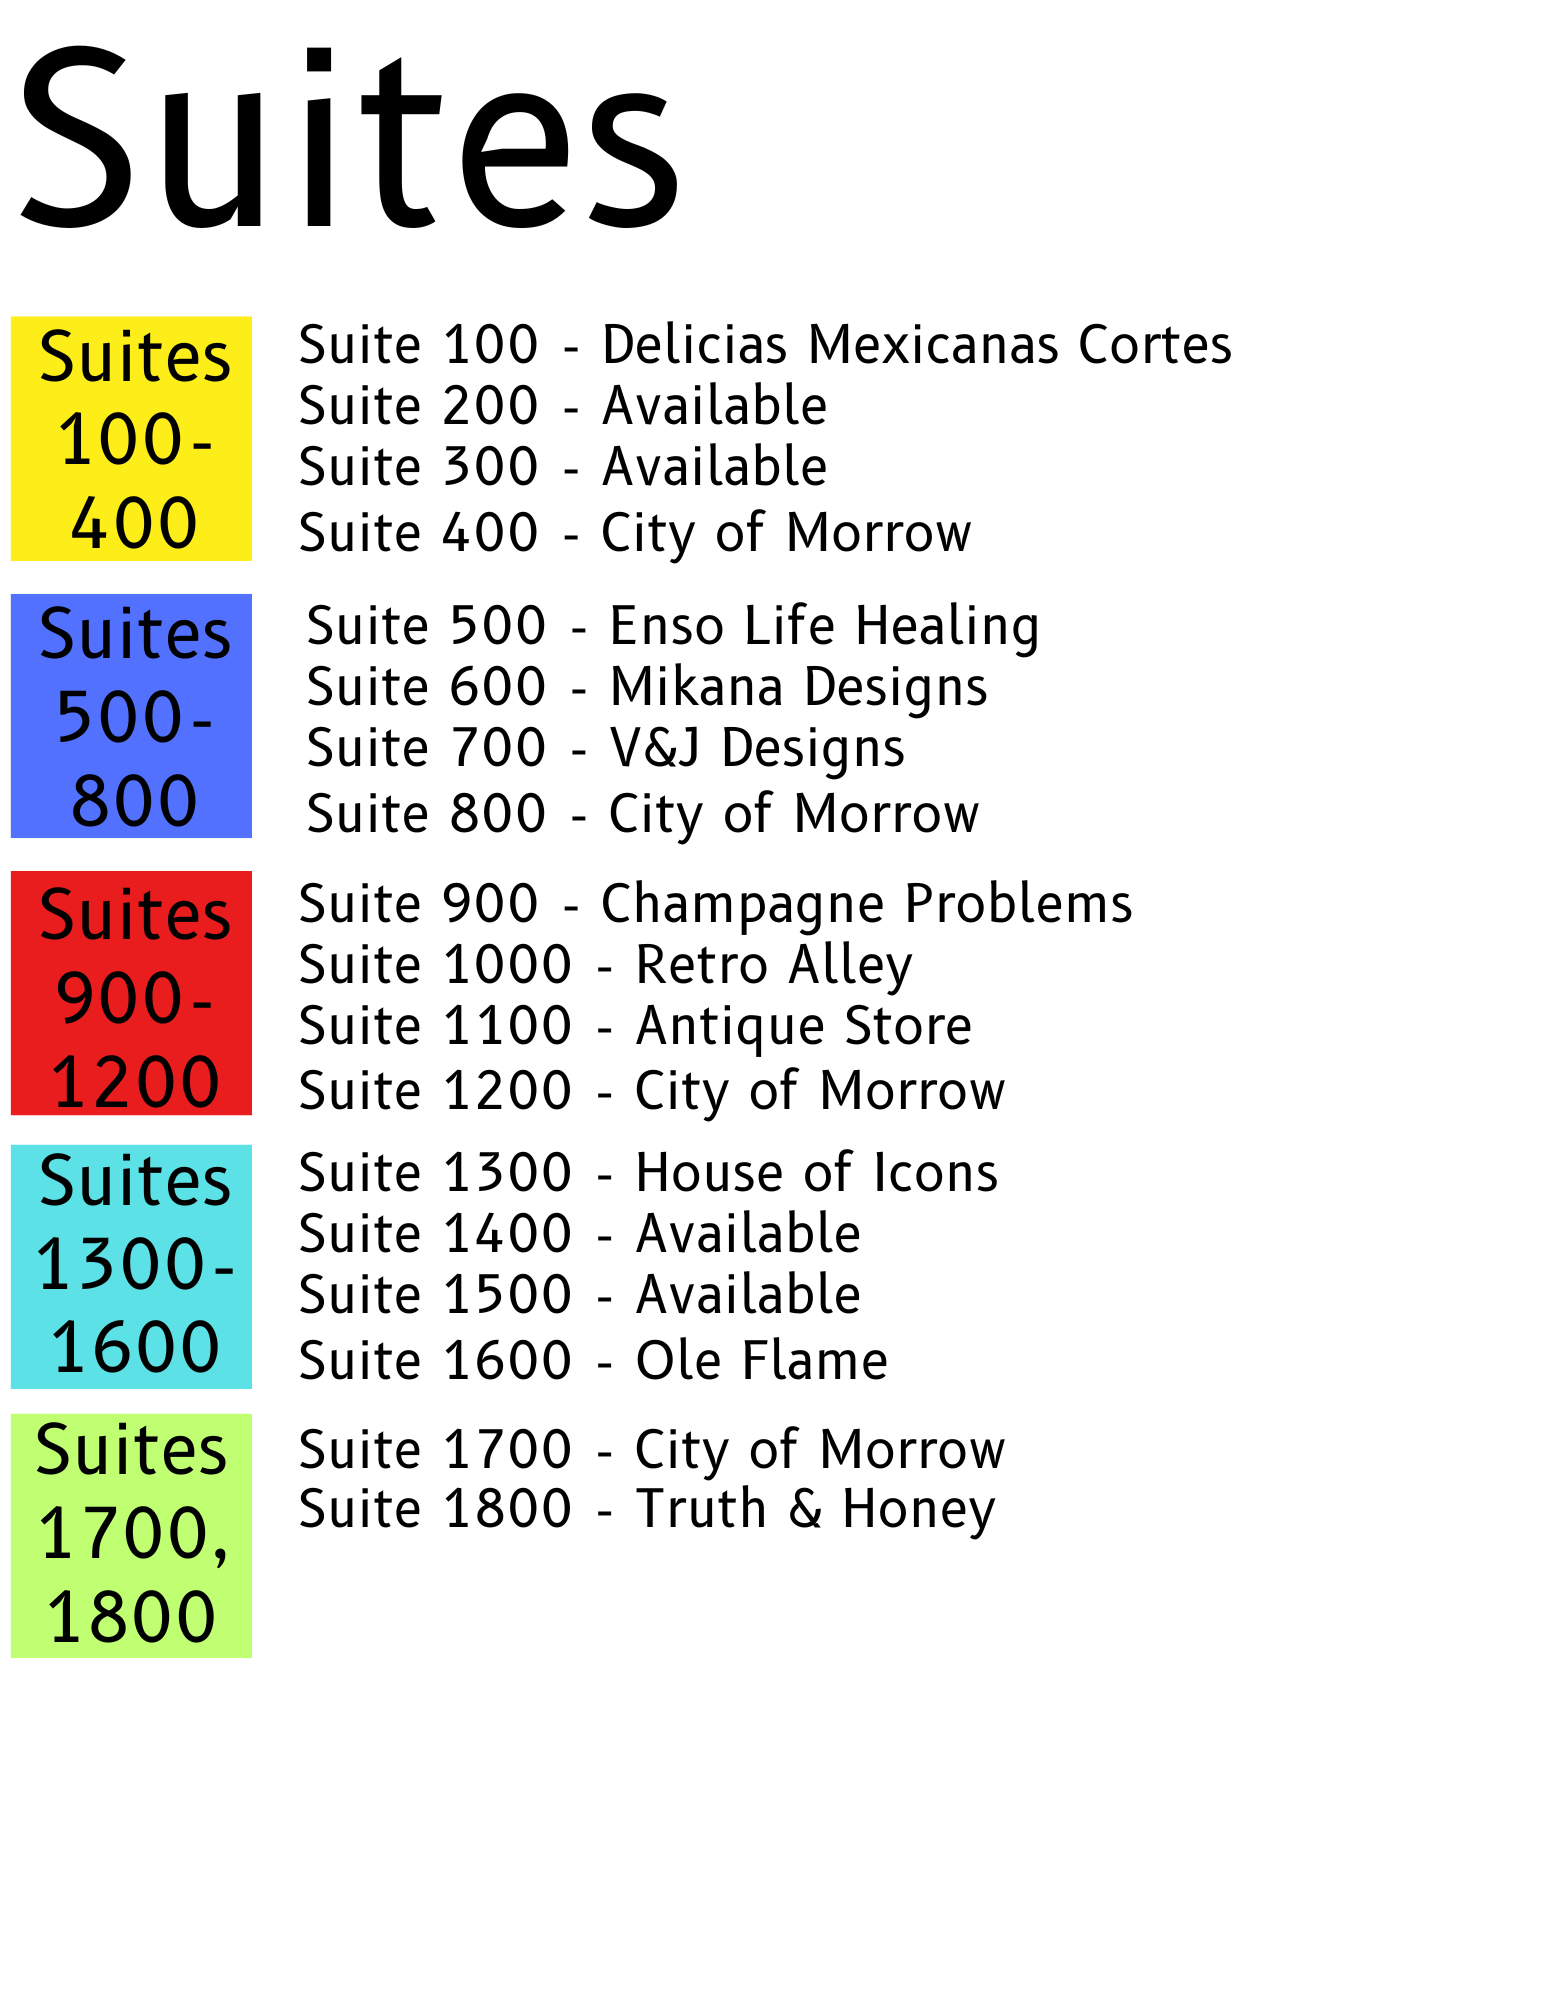 Suites
Suites
100-
400
Suite 100 - Delicias Mexicanas Cortes
Suite 200 - Available
Suite 300 - Available
Suite 400 - City of Morrow
Suites
500-
800
Suite 500 - Enso Life Healing
Suite 600 - Mikana Designs
Suite 700 - V&J Designs
Suite 800 - City of Morrow
Suites
900-
1200
Suite 900 - Champagne Problems
Suite 1000 - Retro Alley
Suite 1100 - Antique Store
Suite 1200 - City of Morrow
Suites
1300-
1600
Suite 1300 - House of Icons
Suite 1400 - Available
Suite 1500 - Available
Suite 1600 - Ole Flame
Suites
1700,
1800
Suite 1700 - City of Morrow
Suite 1800 - Truth & Honey